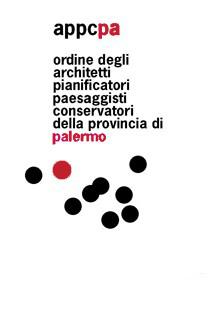 appcpa
ordine degli
architetti
pianificatori
paesaggisti
conservatori
della provincia di
palermo